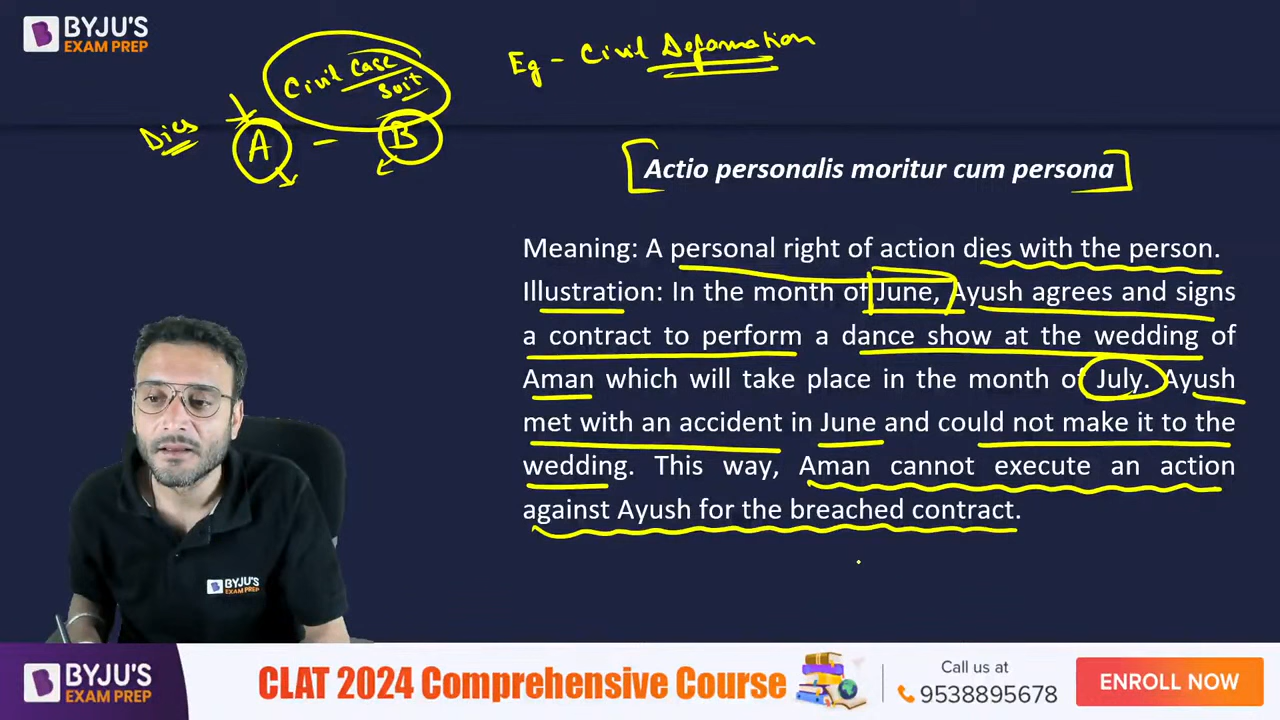 BYJU'S
EXAM PREP
Civil case
suit
Dies
A - B
Eg - Civil Defamation
Actio personalis moritur cum persona
Meaning: A personal right of action dies with the person.
Illustration: In the month of June, Ayush agrees and signs
a contract to perform a dance show at the wedding of
Aman which will take place in the month of July. Ayush
met with an accident in June and could not make it to the
wedding. This way, Aman cannot execute an action
against Ayush for the breached contract.
BYJU'S
EXAM PREP
BYJU'S
EXAM PREP
CLAT 2024 Comprehensive Course
Call us at
9538895678
ENROLL NOW